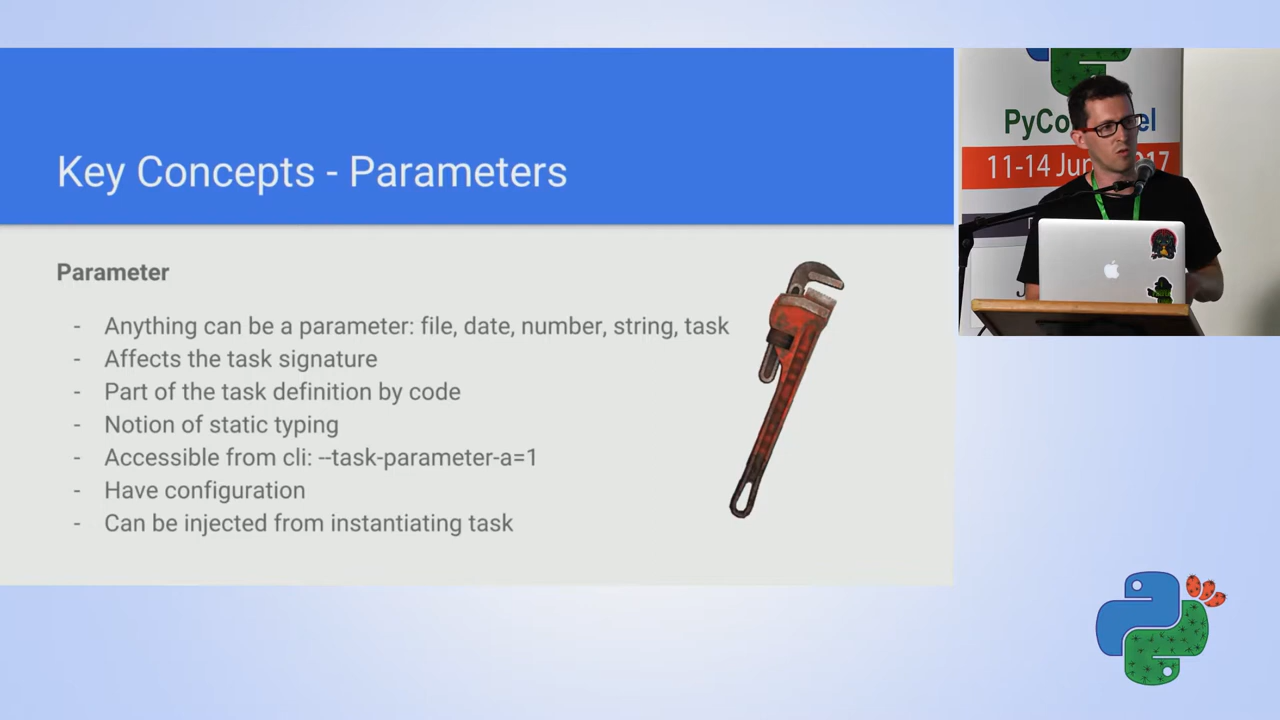 Key Concepts - Parameters
Parameter
- Anything can be a parameter: file, date, number, string, task
- Affects the task signature
- Part of the task definition by code
- Notion of static typing
- Accessible from cli: --task-parameter-a=1
- Have configuration
- Can be injected from instantiating task
PyCo el
11-14 Jun 2017